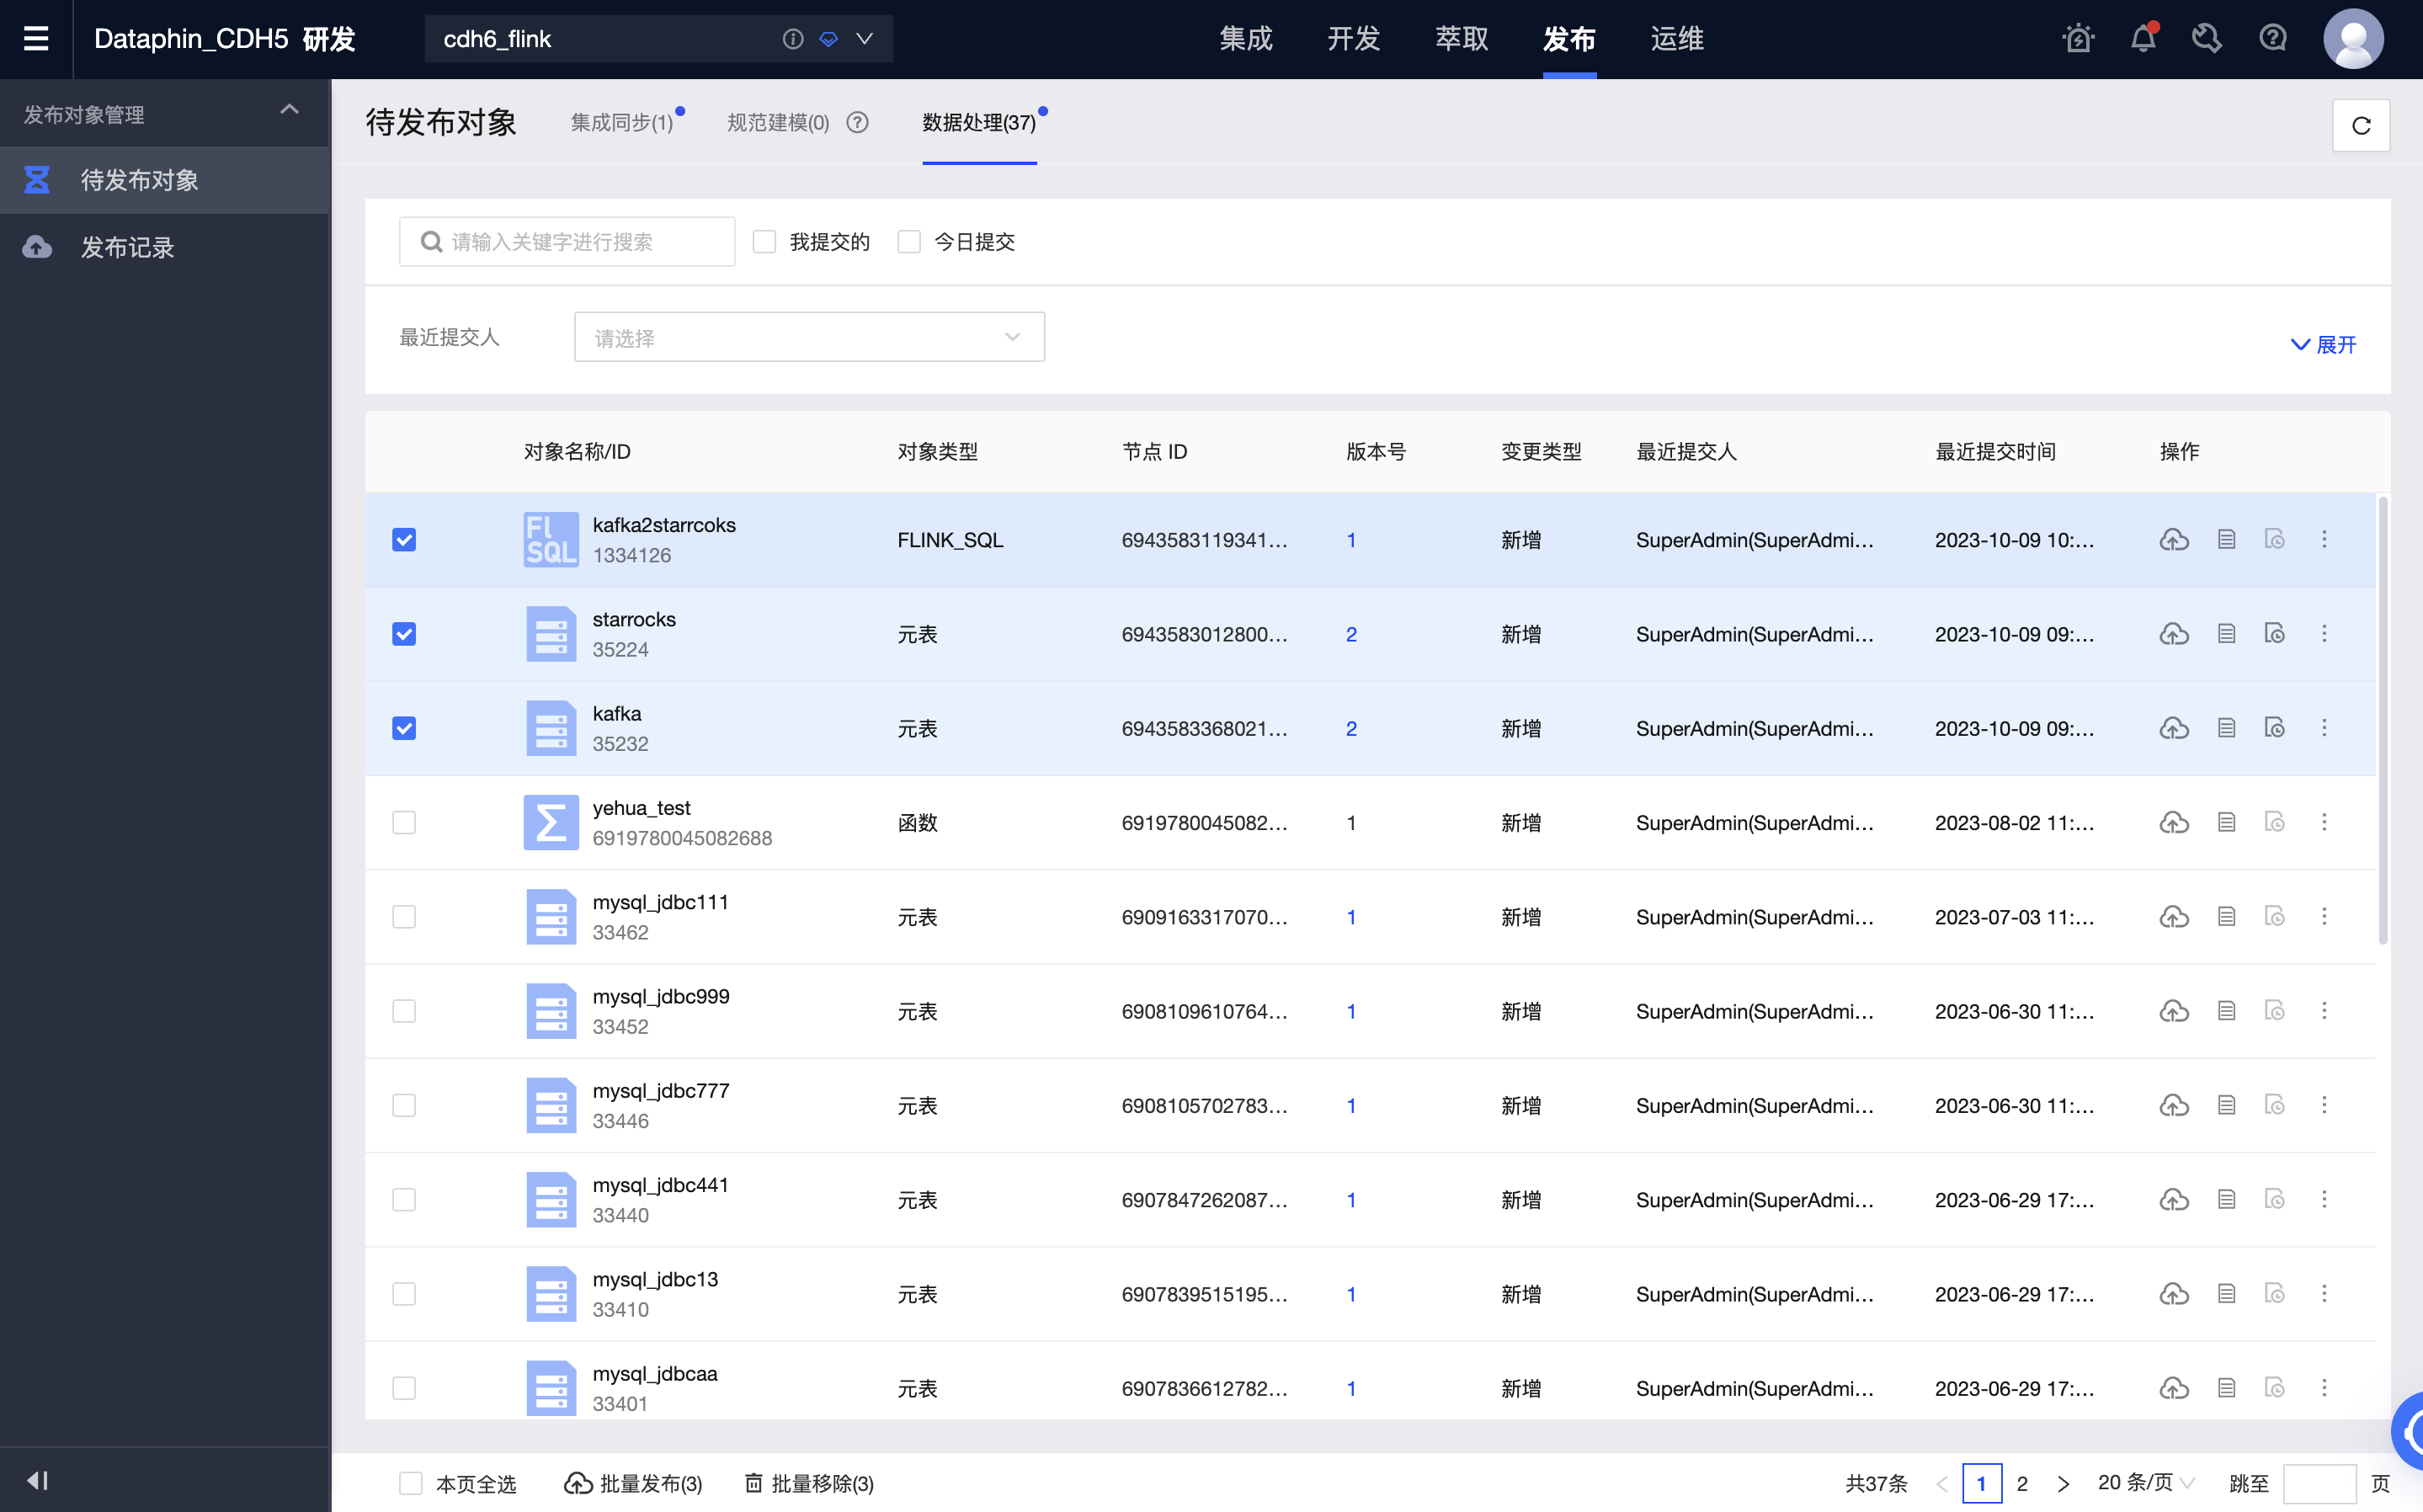 Dataphin_CDH5 研发
cdh6_flink
集成 开发 萃取 发布 运维
发布对象管理
待发布对象
发布记录
待发布对象 集成同步(1) 规范建模(0) 数据处理(37)
请输入关键字进行搜索 我提交的 今日提交
最近提交人 请选择 展开
对象名称/ID 对象类型 节点 ID 版本号 变更类型 最近提交人 最近提交时间 操作
Fl SQL kafka2starrcoks 1334126 FLINK_SQL 6943583119341... 1 新增 SuperAdmin(SuperAdmi... 2023-10-09 10:...
starrocks 35224 元表 6943583012800... 2 新增 SuperAdmin(SuperAdmi... 2023-10-09 09:...
kafka 35232 元表 6943583368021... 2 新增 SuperAdmin(SuperAdmi... 2023-10-09 09:...
yehua_test 6919780045082688 函数 6919780045082... 1 新增 SuperAdmin(SuperAdmi... 2023-08-02 11:...
mysql_jdbc111 33462 元表 6909163317070... 1 新增 SuperAdmin(SuperAdmi... 2023-07-03 11:...
mysql_jdbc999 33452 元表 6908109610764... 1 新增 SuperAdmin(SuperAdmi... 2023-06-30 11:...
mysql_jdbc777 33446 元表 6908105702783... 1 新增 SuperAdmin(SuperAdmi... 2023-06-30 11:...
mysql_jdbc441 33440 元表 6907847262087... 1 新增 SuperAdmin(SuperAdmi... 2023-06-29 17:...
mysql_jdbc13 33410 元表 6907839515195... 1 新增 SuperAdmin(SuperAdmi... 2023-06-29 17:...
mysql_jdbcaa 33401 元表 6907836612782... 1 新增 SuperAdmin(SuperAdmi... 2023-06-29 17:...
本页全选 批量发布(3) 批量移除(3) 共37条 1 2 20 条/页 跳至 页